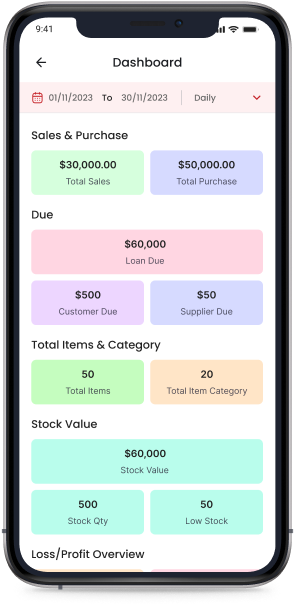 9:41
Dashboard
01/11/2023 To 30/11/2023 Daily
Sales & Purchase
$30,000.00 $50,000.00
Total Sales Total Purchase
Due
$60,000
Loan Due
$500 $50
Customer Due Supplier Due
Total Items & Category
50 20
Total Items Total Item Category
Stock Value
$60,000
Stock Value
500 50
Stock Qty Low Stock
Loss/Profit Overview